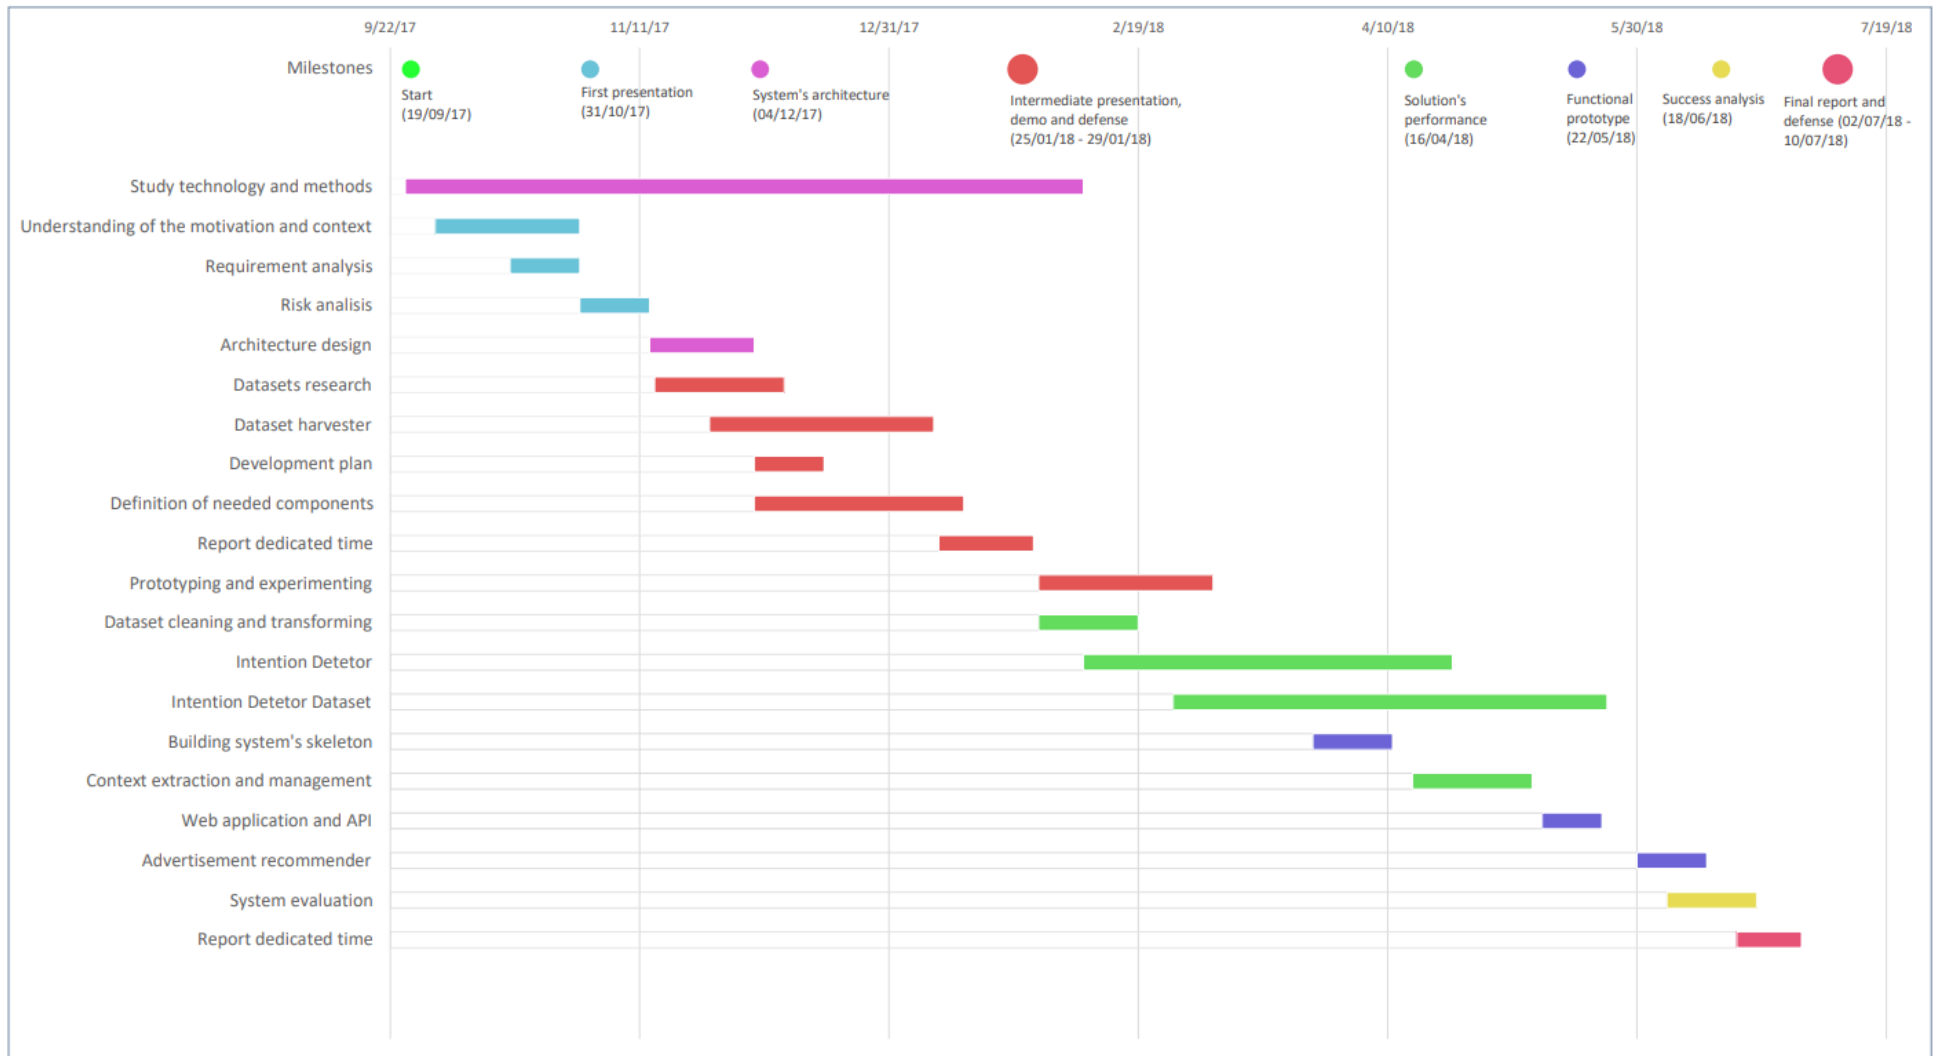 9/22/17 11/11/17 12/31/17 2/19/18 4/10/18 5/30/18 7/19/18
Milestones
Start
(19/09/17)
First presentation
(31/10/17)
System's architecture
(04/12/17)
Intermediate presentation,
demo and defense
(25/01/18 - 29/01/18)
Solution's
performance
(16/04/18)
Functional
prototype
(22/05/18)
Success analysis
(18/06/18)
Final report and
defense (02/07/18 -
10/07/18)
Study technology and methods
Understanding of the motivation and context
Requirement analysis
Risk analisis
Architecture design
Datasets research
Dataset harvester
Development plan
Definition of needed components
Report dedicated time
Prototyping and experimenting
Dataset cleaning and transforming
Intention Detetor
Intention Detetor Dataset
Building system's skeleton
Context extraction and management
Web application and API
Advertisement recommender
System evaluation
Report dedicated time